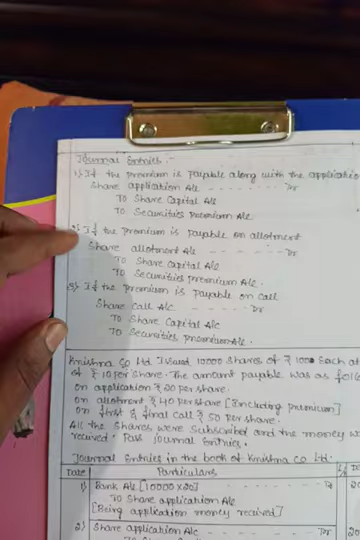 Journal Entries :-
1) If the premium is payable along with the applicatio
Share application A/c - - - - - - - - Dr
To Share Capital A/c
To Securities premium A/c
2) If the premium is payable on allotment
Share allotment A/c - - - - - - - - Dr
To Share Capital A/c
To Securities premium A/c.
3) If the premium is payable on call
Share call A/c - - - - - - - Dr
To Share Capital A/c
To Securities premium A/c.
Krishna Co Ltd Issued 10000 shares of ₹ 100 Each at
of ₹ 10 per share. The amount payable was as foll
on application ₹ 20 per share.
on allotment ₹ 40 per share [Including premium]
on first & final call ₹ 50 per share.
All the shares were subscribed and the money w
received. Pass Journal Entries.
Journal Entries in the book of Krishna Co Ltd.
Date Particulars
1) Bank A/c [10000 x 20] Dr
To Share application A/c
[Being application money received]
2) Share application A/c - - - Dr